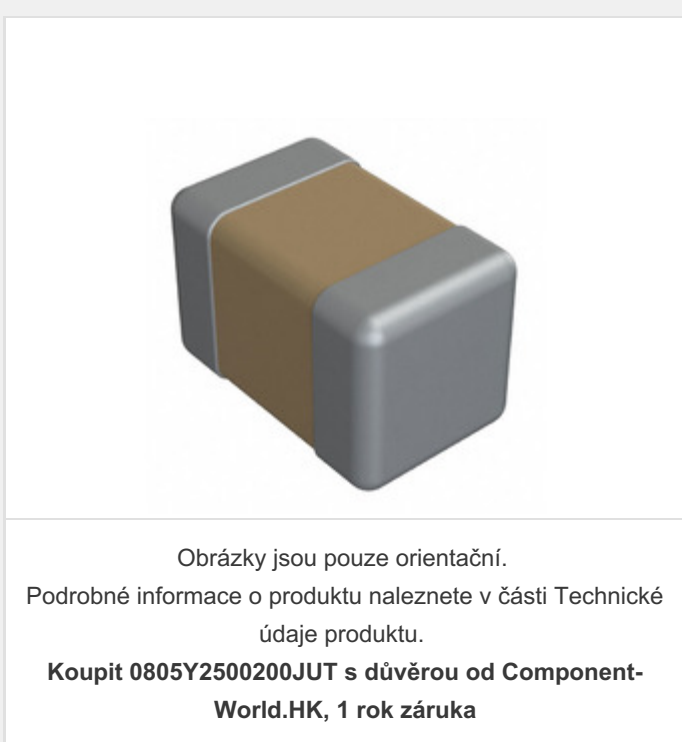 Obrázky jsou pouze orientační.
Podrobné informace o produktu naleznete v části Technické
údaje produktu.
Koupit 0805Y2500200JUT s důvěrou od Component-
World.HK, 1 rok záruka